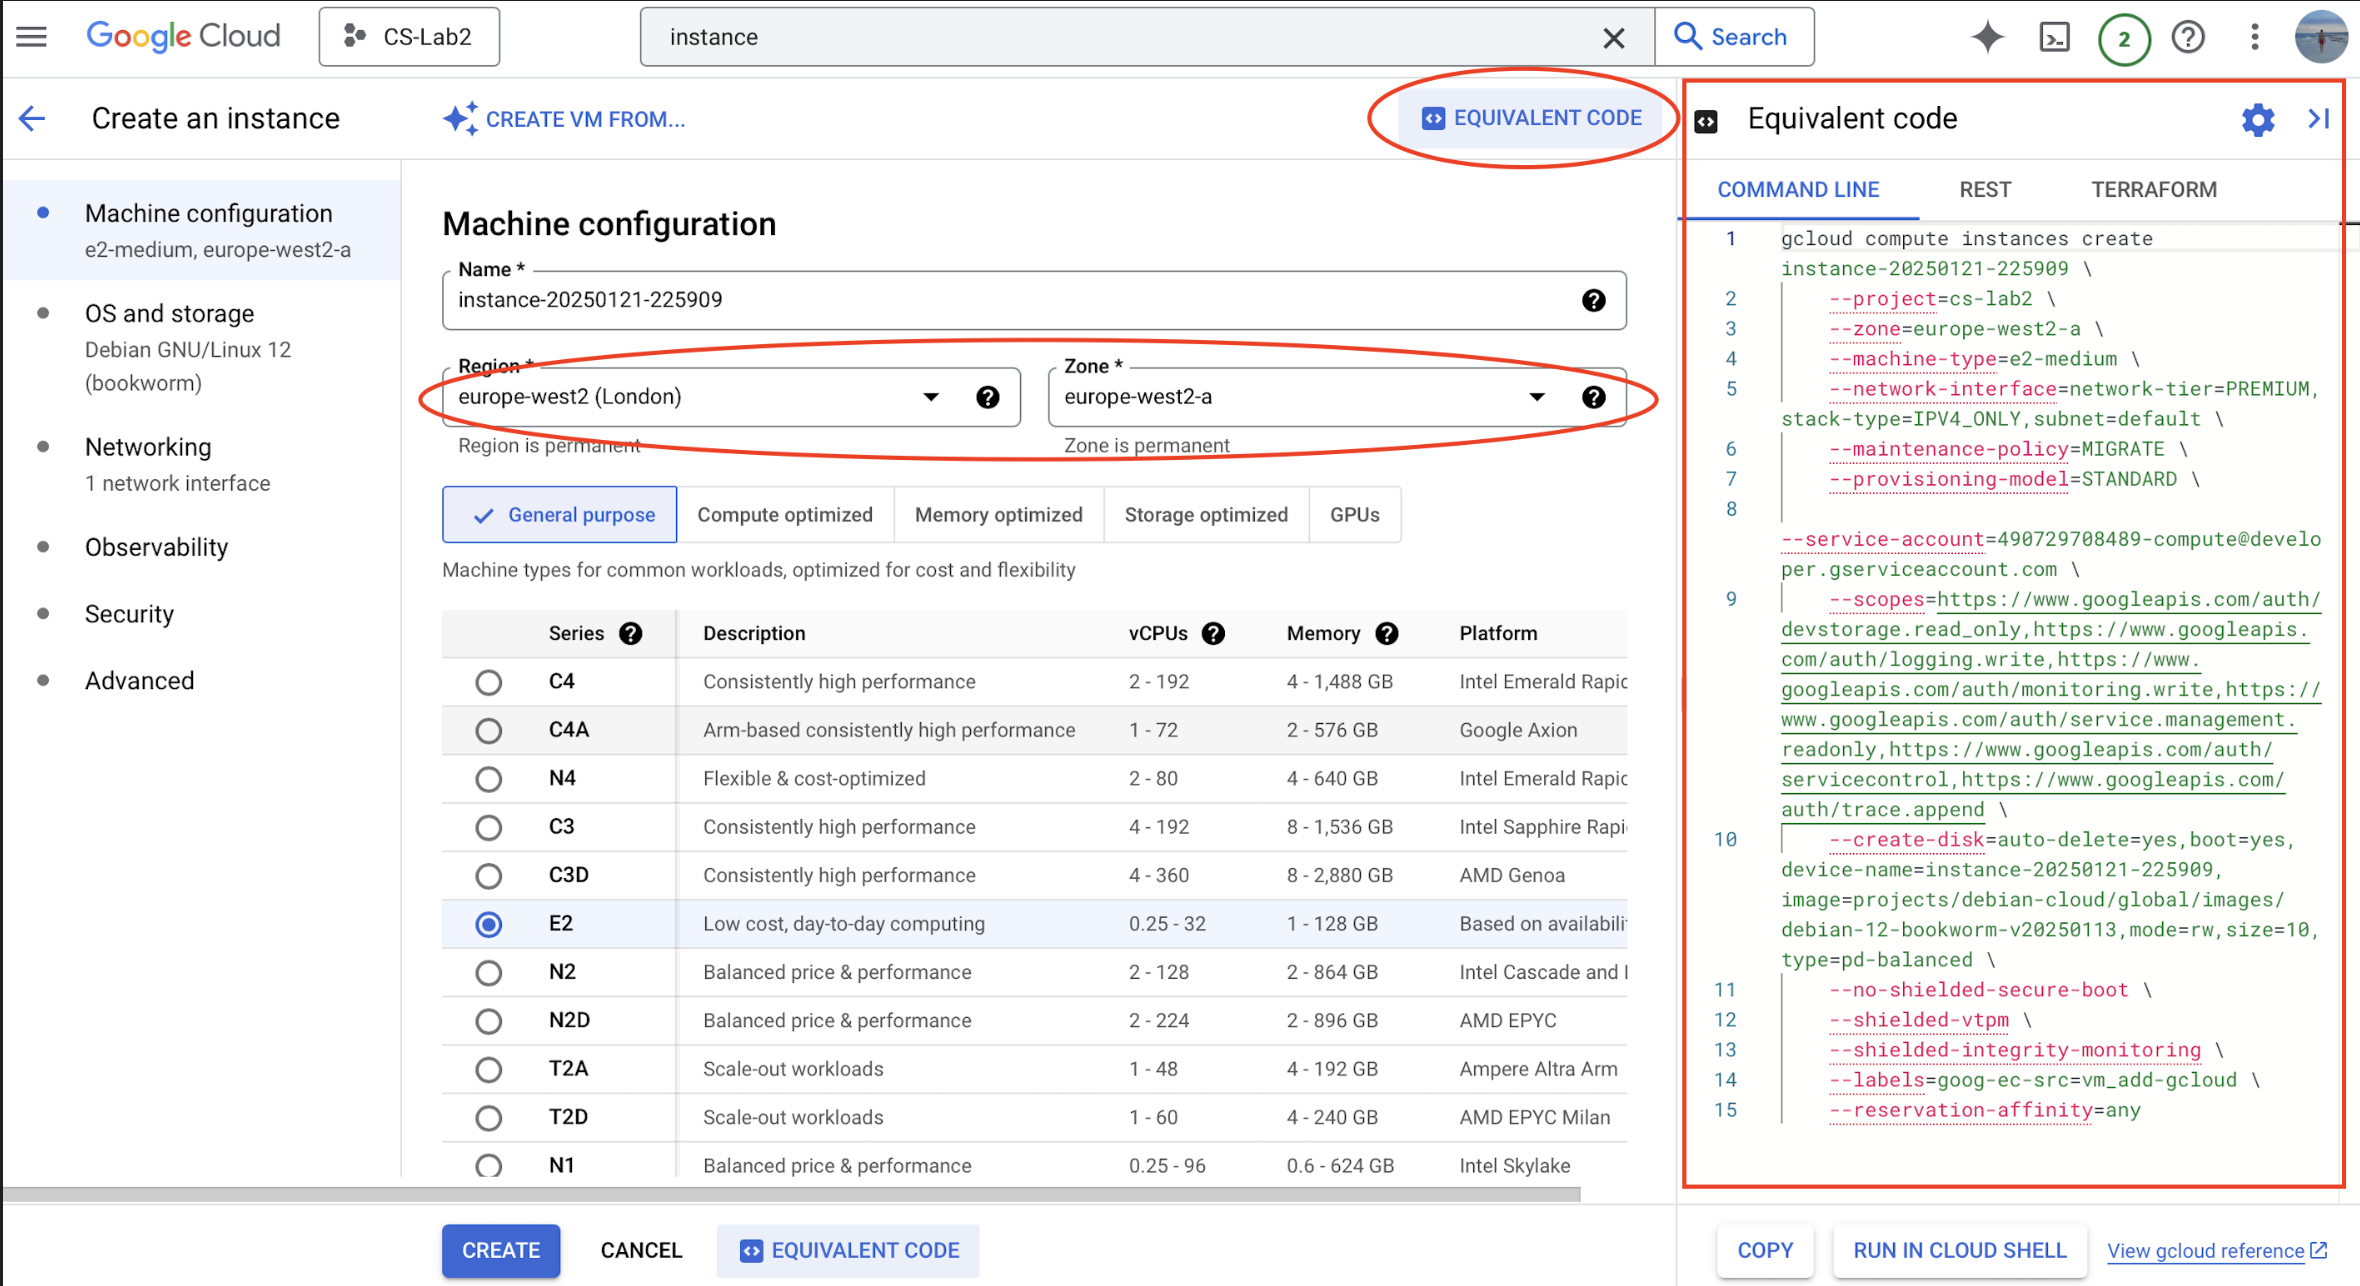 Google Cloud
CS-Lab2
instance
Search
2
Create an instance
CREATE VM FROM...
EQUIVALENT CODE
Machine configuration
e2-medium, europe-west2-a
OS and storage
Debian GNU/Linux 12
(bookworm)
Networking
1 network interface
Observability
Security
Advanced
Machine configuration
Name *
instance-20250121-225909
Region * Zone *
europe-west2 (London) europe-west2-a
Region is permanent Zone is permanent
General purpose Compute optimized Memory optimized Storage optimized GPUs
Machine types for common workloads, optimized for cost and flexibility
Series Description vCPUs Memory Platform
C4 Consistently high performance 2 - 192 4 - 1,488 GB Intel Emerald Rapid
C4A Arm-based consistently high performance 1 - 72 2 - 576 GB Google Axion
N4 Flexible & cost-optimized 2 - 80 4 - 640 GB Intel Emerald Rapid
C3 Consistently high performance 4 - 192 8 - 1,536 GB Intel Sapphire Rapi
C3D Consistently high performance 4 - 360 8 - 2,880 GB AMD Genoa
E2 Low cost, day-to-day computing 0.25 - 32 1 - 128 GB Based on availabili
N2 Balanced price & performance 2 - 128 2 - 864 GB Intel Cascade and I
N2D Balanced price & performance 2 - 224 2 - 896 GB AMD EPYC
T2A Scale-out workloads 1 - 48 4 - 192 GB Ampere Altra Arm
T2D Scale-out workloads 1 - 60 4 - 240 GB AMD EPYC Milan
N1 Balanced price & performance 0.25 - 96 0.6 - 624 GB Intel Skylake
CREATE CANCEL EQUIVALENT CODE
Equivalent code
COMMAND LINE REST TERRAFORM
1 gcloud compute instances create
instance-20250121-225909 \
2 --project=cs-lab2 \
3 --zone=europe-west2-a \
4 --machine-type=e2-medium \
5 --network-interface=network-tier=PREMIUM,
stack-type=IPV4_ONLY,subnet=default \
6 --maintenance-policy=MIGRATE \
7 --provisioning-model=STANDARD \
8
--service-account=490729708489-compute@develo
per.gserviceaccount.com \
9 --scopes=https://www.googleapis.com/auth/
devstorage.read_only,https://www.googleapis.
com/auth/logging.write,https://www.
googleapis.com/auth/monitoring.write,https://
www.googleapis.com/auth/service.management.
readonly,https://www.googleapis.com/auth/
servicecontrol,https://www.googleapis.com/
auth/trace.append \
10 --create-disk=auto-delete=yes,boot=yes,
device-name=instance-20250121-225909,
image=projects/debian-cloud/global/images/
debian-12-bookworm-v20250113,mode=rw,size=10,
type=pd-balanced \
11 --no-shielded-secure-boot \
12 --shielded-vtpm \
13 --shielded-integrity-monitoring \
14 --labels=goog-ec-src=vm_add-gcloud \
15 --reservation-affinity=any
COPY RUN IN CLOUD SHELL View gcloud reference